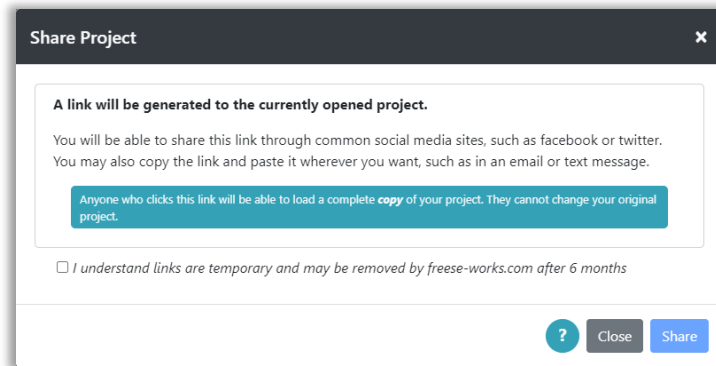 Share Project ×
A link will be generated to the currently opened project.
You will be able to share this link through common social media sites, such as facebook or twitter.
You may also copy the link and paste it wherever you want, such as in an email or text message.
Anyone who clicks this link will be able to load a complete copy of your project. They cannot change your original
project.
I understand links are temporary and may be removed by freese-works.com after 6 months
? Close Share